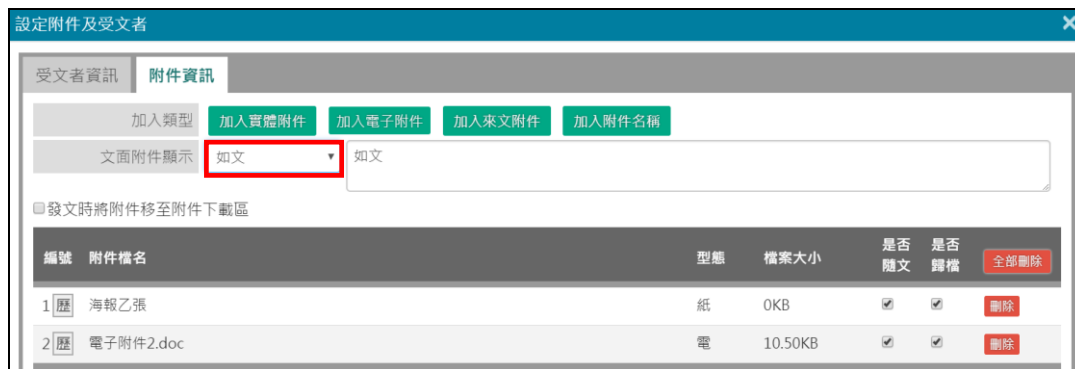 設定附件及受文者
受文者資訊 附件資訊
加入類型 加入實體附件 加入電子附件 加入來文附件 加入附件名稱
文面附件顯示 如文 如文
發文時將附件移至附件下載區
編號 附件檔名 型態 檔案大小 是否隨文 是否歸檔 全部刪除
1 歷 海報乙張 紙 0KB 刪除
2 歷 電子附件2.doc 電 10.50KB 刪除